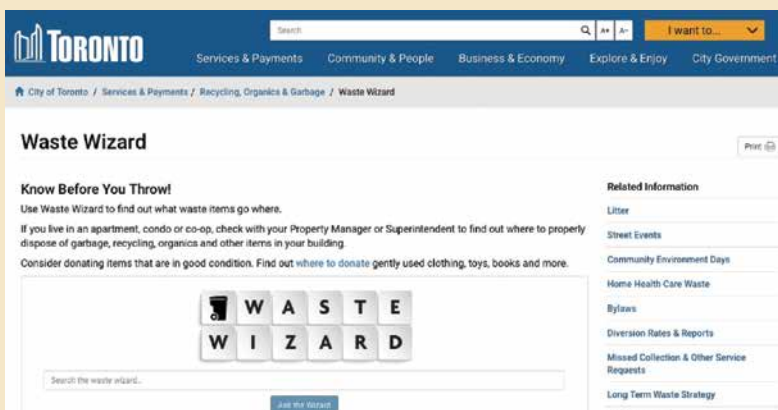 TORONTO
Search
A+ A-
I want to...
Services & Payments Community & People Business & Economy Explore & Enjoy City Government
City of Toronto / Services & Payments / Recycling, Organics & Garbage / Waste Wizard
Waste Wizard
Print
Know Before You Throw!
Use Waste Wizard to find out what waste items go where.
If you live in an apartment, condo or co-op, check with your Property Manager or Superintendent to find out where to properly
dispose of garbage, recycling, organics and other items in your building.
Consider donating items that are in good condition. Find out where to donate gently used clothing, toys, books and more.
WASTE
WIZARD
Search the waste wizard..
Ask the Wizard
Related Information
Litter
Street Events
Community Environment Days
Home Health Care Waste
Bylaws
Diversion Rates & Reports
Missed Collection & Other Service
Requests
Long Term Waste Strategy